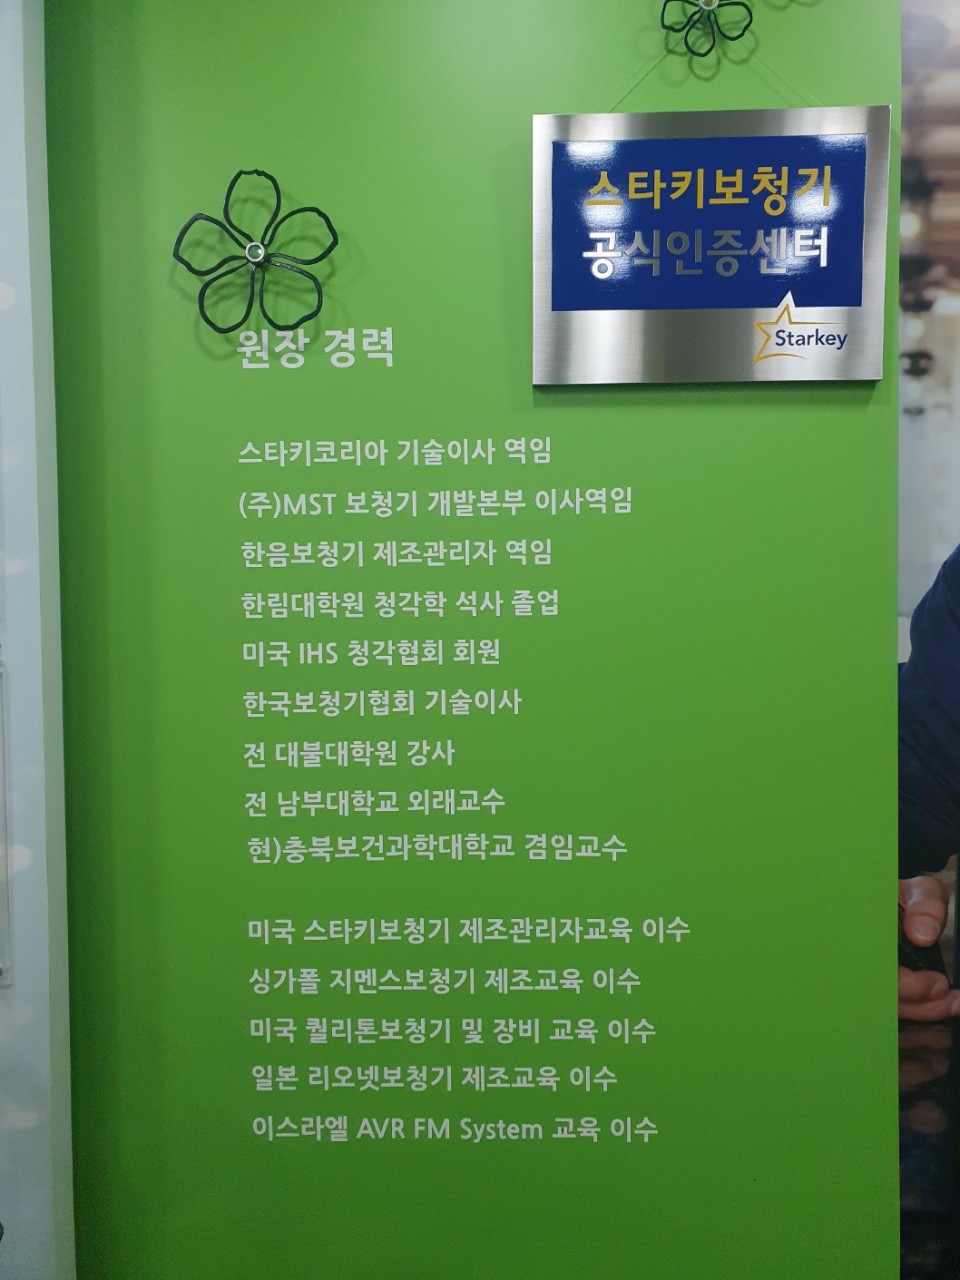 스타키보청기
공식인증센터
Starkey
원장 경력
스타키코리아 기술이사 역임
(주)MST 보청기 개발본부 이사역임
한음보청기 제조관리자 역임
한림대학원 청각학 석사 졸업
미국 IHS 청각협회 회원
한국보청기협회 기술이사
전 대불대학원 강사
전 남부대학교 외래교수
현)충북보건과학대학교 겸임교수
미국 스타키보청기 제조관리자교육 이수
싱가폴 지멘스보청기 제조교육 이수
미국 퀄리톤보청기 및 장비 교육 이수
일본 리오넷보청기 제조교육 이수
이스라엘 AVR FM System 교육 이수